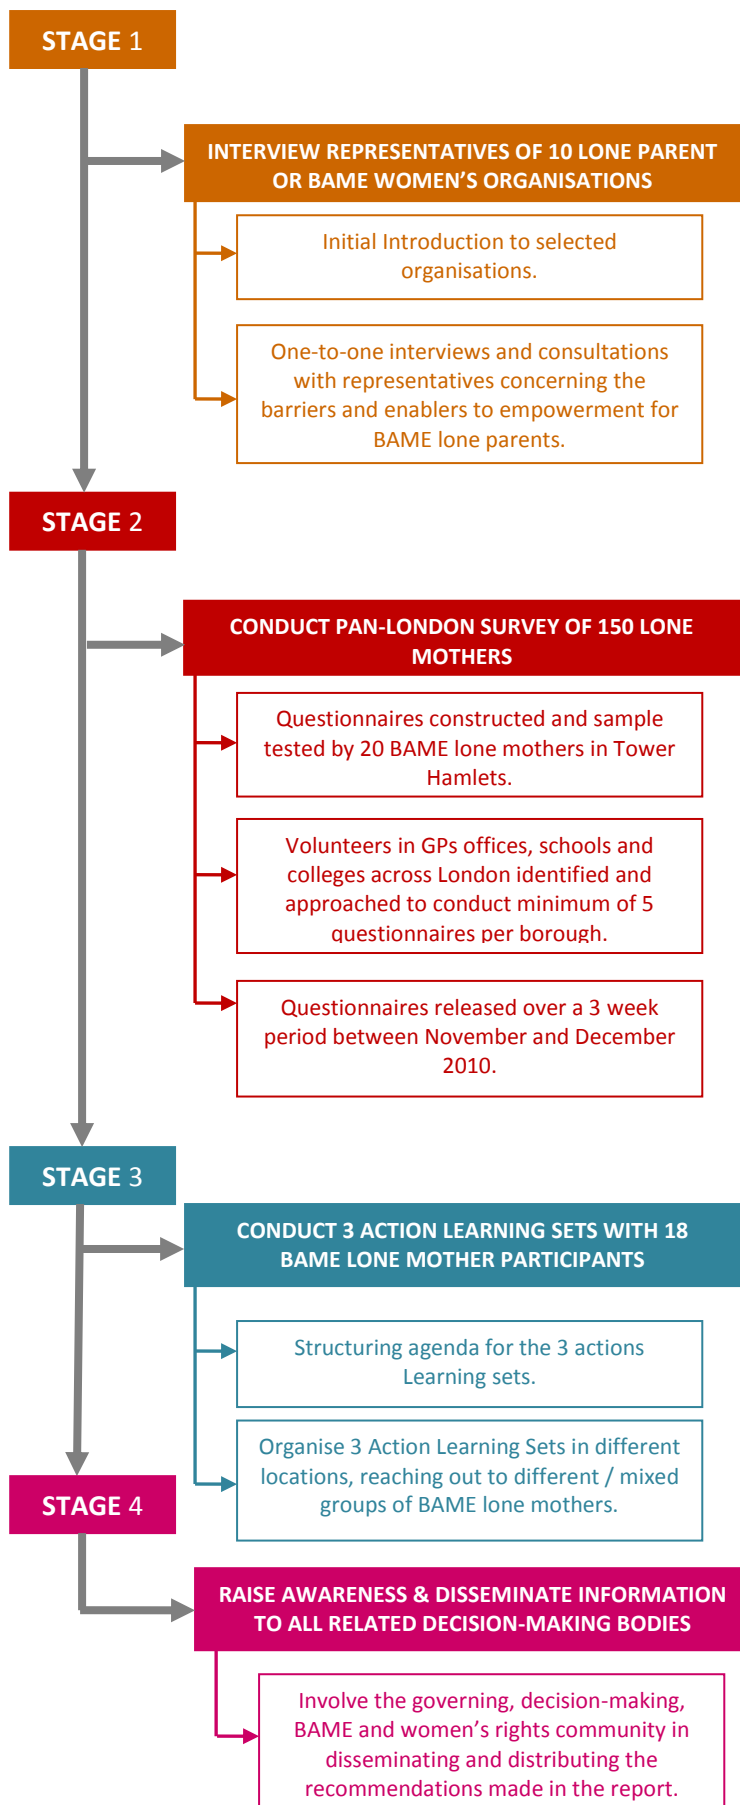 STAGE 1
INTERVIEW REPRESENTATIVES OF 10 LONE PARENT
OR BAME WOMEN’S ORGANISATIONS
Initial Introduction to selected
organisations.
One-to-one interviews and consultations
with representatives concerning the
barriers and enablers to empowerment for
BAME lone parents.
STAGE 2
CONDUCT PAN-LONDON SURVEY OF 150 LONE
MOTHERS
Questionnaires constructed and sample
tested by 20 BAME lone mothers in Tower
Hamlets.
Volunteers in GPs offices, schools and
colleges across London identified and
approached to conduct minimum of 5
questionnaires per borough.
Questionnaires released over a 3 week
period between November and December
2010.
STAGE 3
CONDUCT 3 ACTION LEARNING SETS WITH 18
BAME LONE MOTHER PARTICIPANTS
Structuring agenda for the 3 actions
Learning sets.
Organise 3 Action Learning Sets in different
locations, reaching out to different / mixed
groups of BAME lone mothers.
STAGE 4
RAISE AWARENESS & DISSEMINATE INFORMATION
TO ALL RELATED DECISION-MAKING BODIES
Involve the governing, decision-making,
BAME and women’s rights community in
disseminating and distributing the
recommendations made in the report.